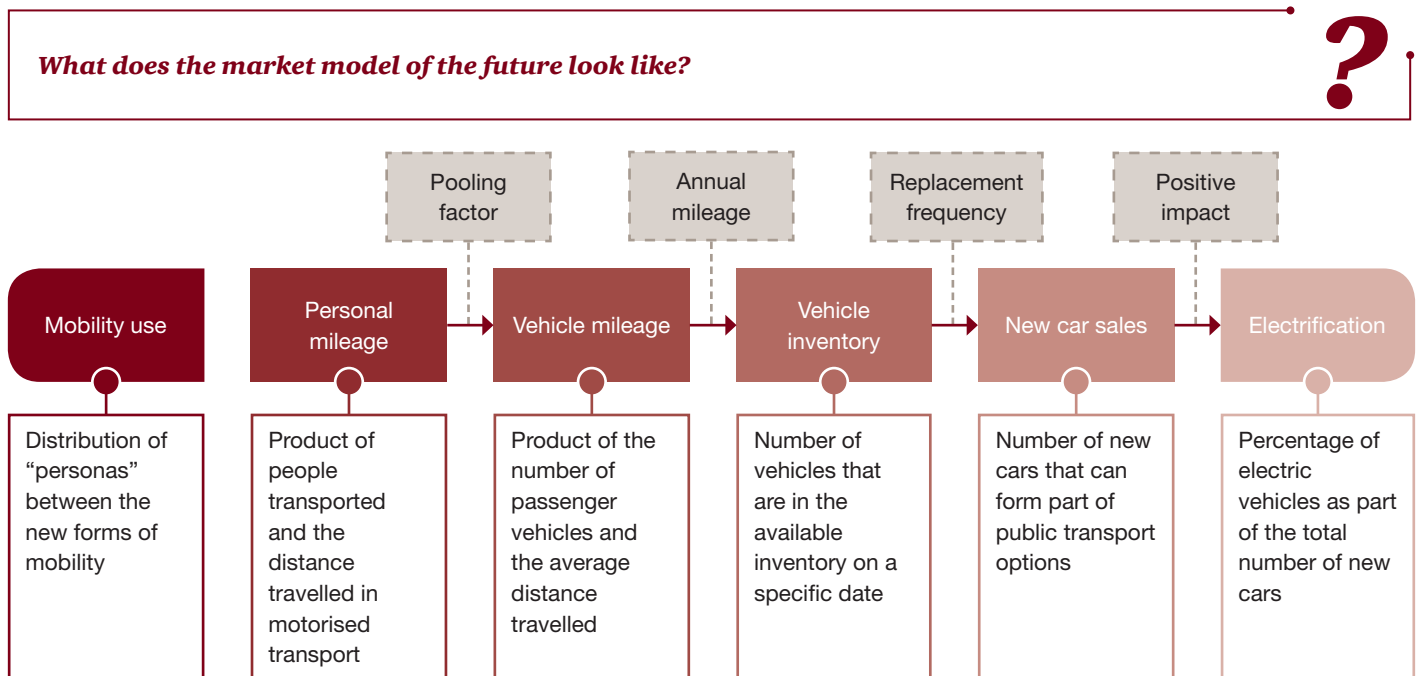 What does the market model of the future look like?
?
Pooling
factor
Annual
mileage
Replacement
frequency
Positive
impact
Mobility use
Personal
mileage
Vehicle mileage
Vehicle
inventory
New car sales
Electrification
Distribution of
“personas”
between the
new forms of
mobility
Product of
people
transported
and the
distance
travelled in
motorised
transport
Product of the
number of
passenger
vehicles and
the average
distance
travelled
Number of
vehicles that
are in the
available
inventory on a
specific date
Number of new
cars that can
form part of
public transport
options
Percentage of
electric
vehicles as part
of the total
number of new
cars